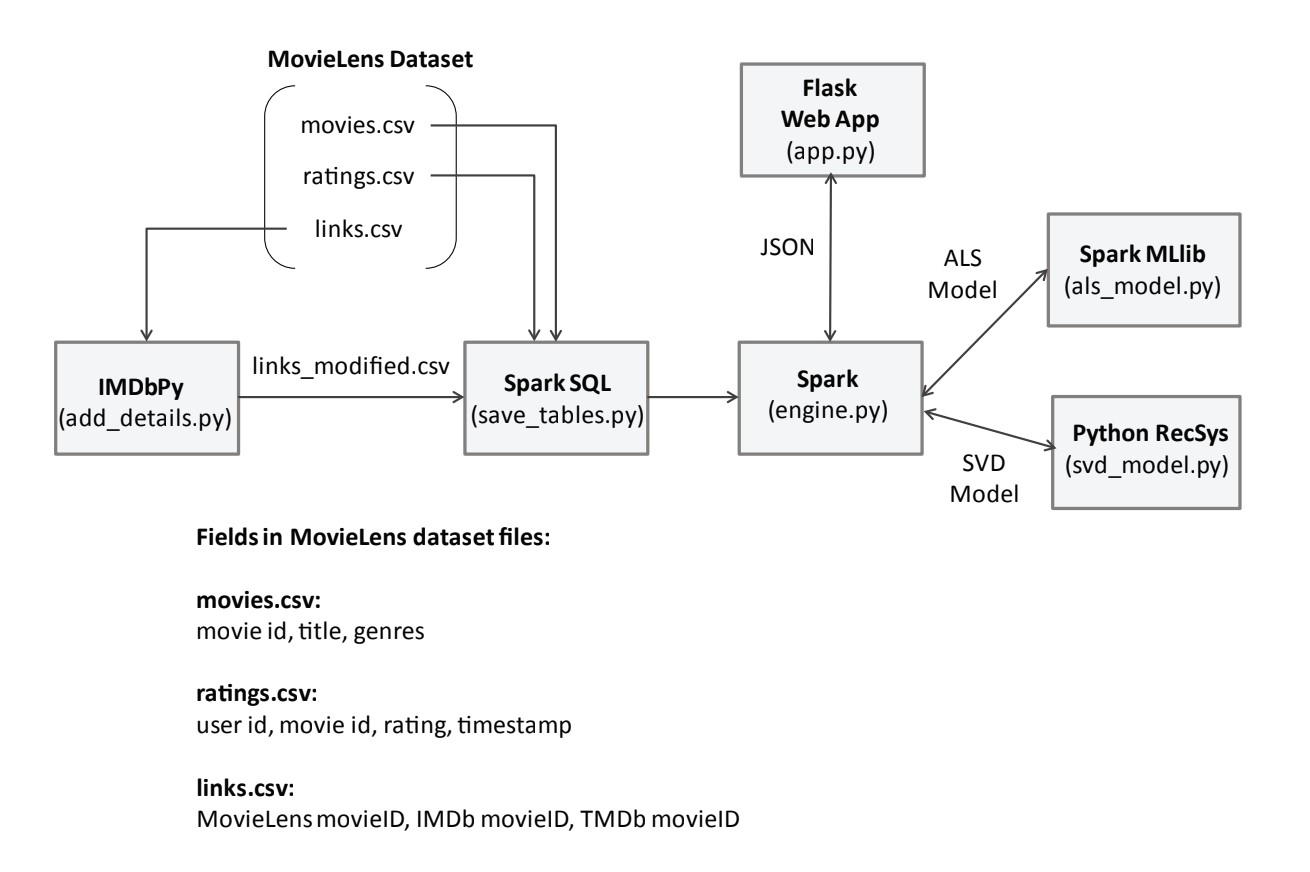 MovieLens Dataset
movies.csv
ratings.csv
links.csv
Flask
Web App
(app.py)
JSON
ALS
Model
Spark MLlib
(als_model.py)
IMDbPy
(add_details.py)
links_modified.csv
Spark SQL
(save_tables.py)
Spark
(engine.py)
SVD
Model
Python RecSys
(svd_model.py)
Fields in MovieLens dataset files:
movies.csv:
movie id, title, genres
ratings.csv:
user id, movie id, rating, timestamp
links.csv:
MovieLens movieID, IMDb movieID, TMDb movieID